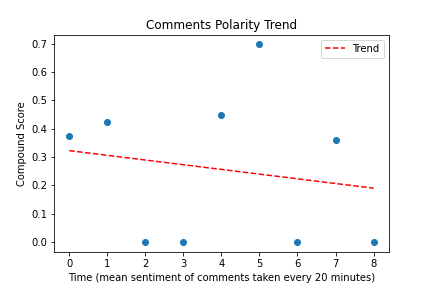 Comments Polarity Trend
Trend
Compound Score
0.7
0.6
0.5
0.4
0.3
0.2
0.1
0.0
0 1 2 3 4 5 6 7 8
Time (mean sentiment of comments taken every 20 minutes)